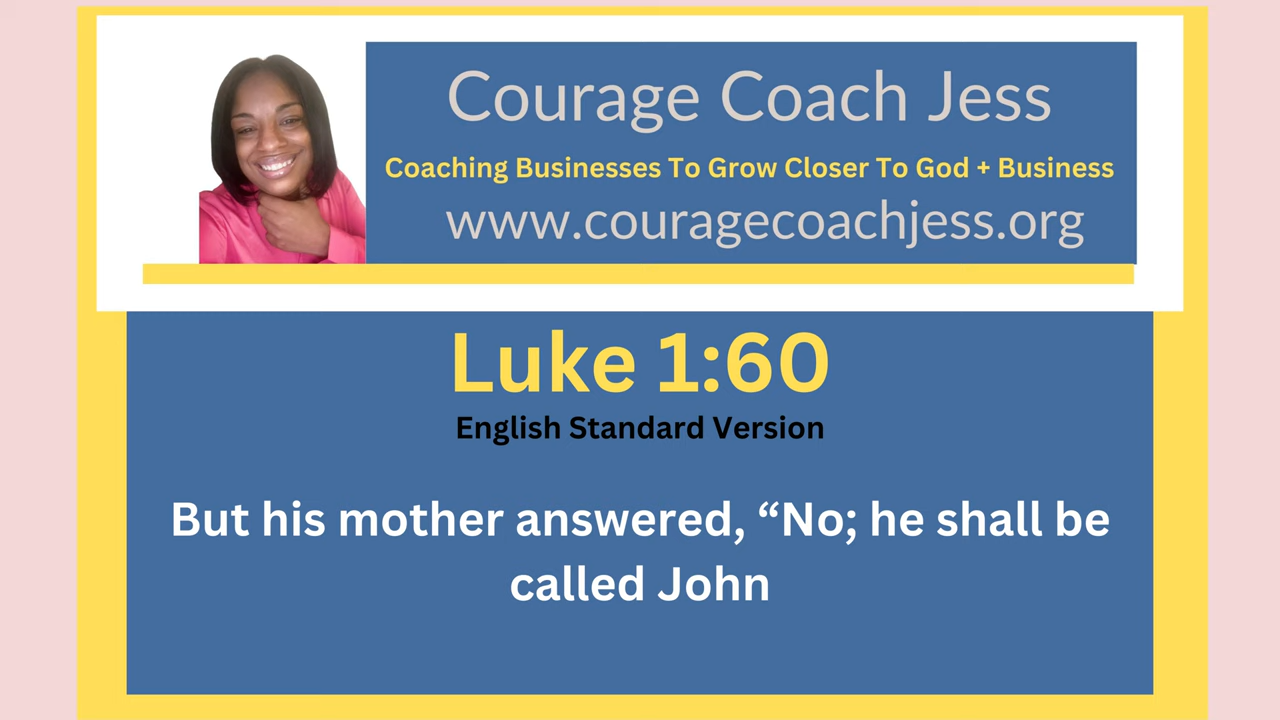 Courage Coach Jess
Coaching Businesses To Grow Closer To God + Business
www.couragecoachjess.org
Luke 1:60
English Standard Version
But his mother answered, “No; he shall be
called John